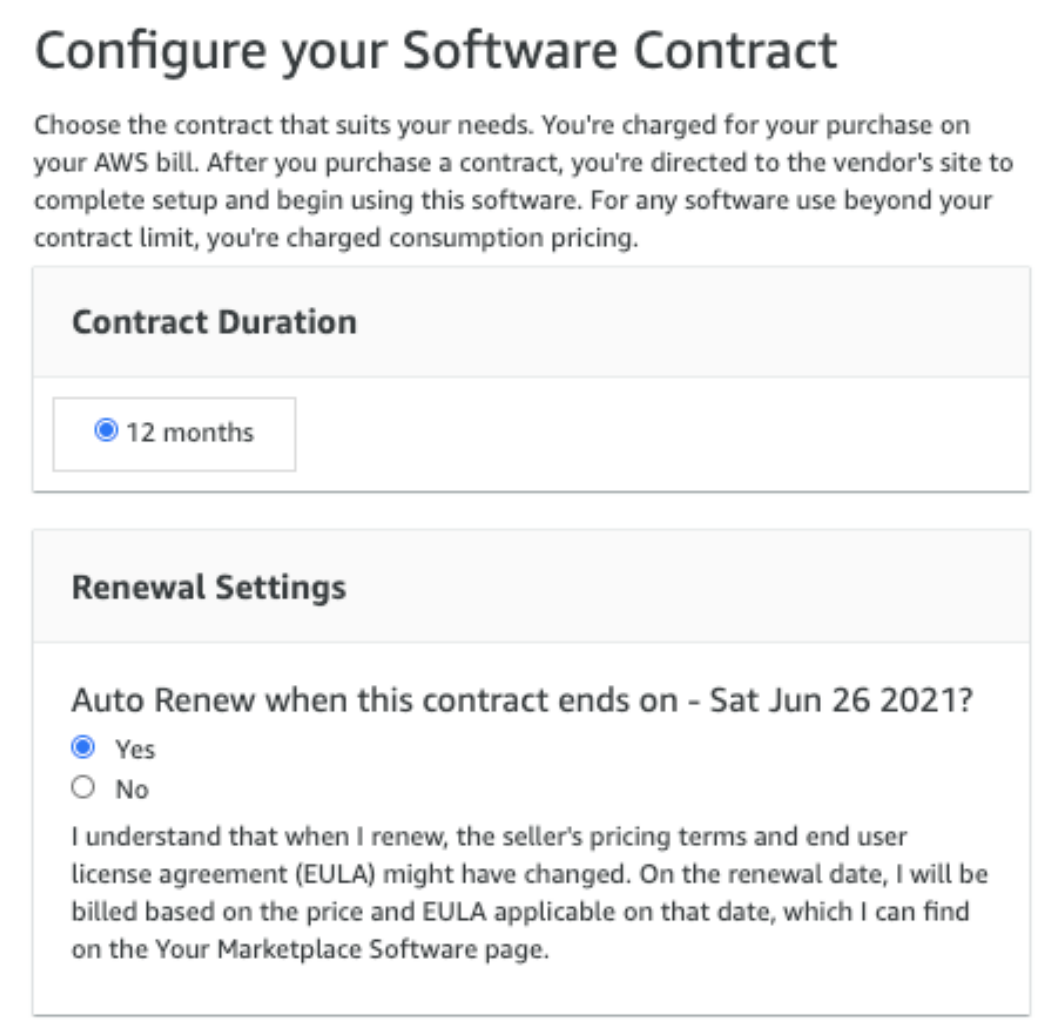 Configure your Software Contract
Choose the contract that suits your needs. You're charged for your purchase on
your AWS bill. After you purchase a contract, you're directed to the vendor's site to
complete setup and begin using this software. For any software use beyond your
contract limit, you're charged consumption pricing.
Contract Duration
12 months
Renewal Settings
Auto Renew when this contract ends on - Sat Jun 26 2021?
Yes
No
I understand that when I renew, the seller's pricing terms and end user
license agreement (EULA) might have changed. On the renewal date, I will be
billed based on the price and EULA applicable on that date, which I can find
on the Your Marketplace Software page.